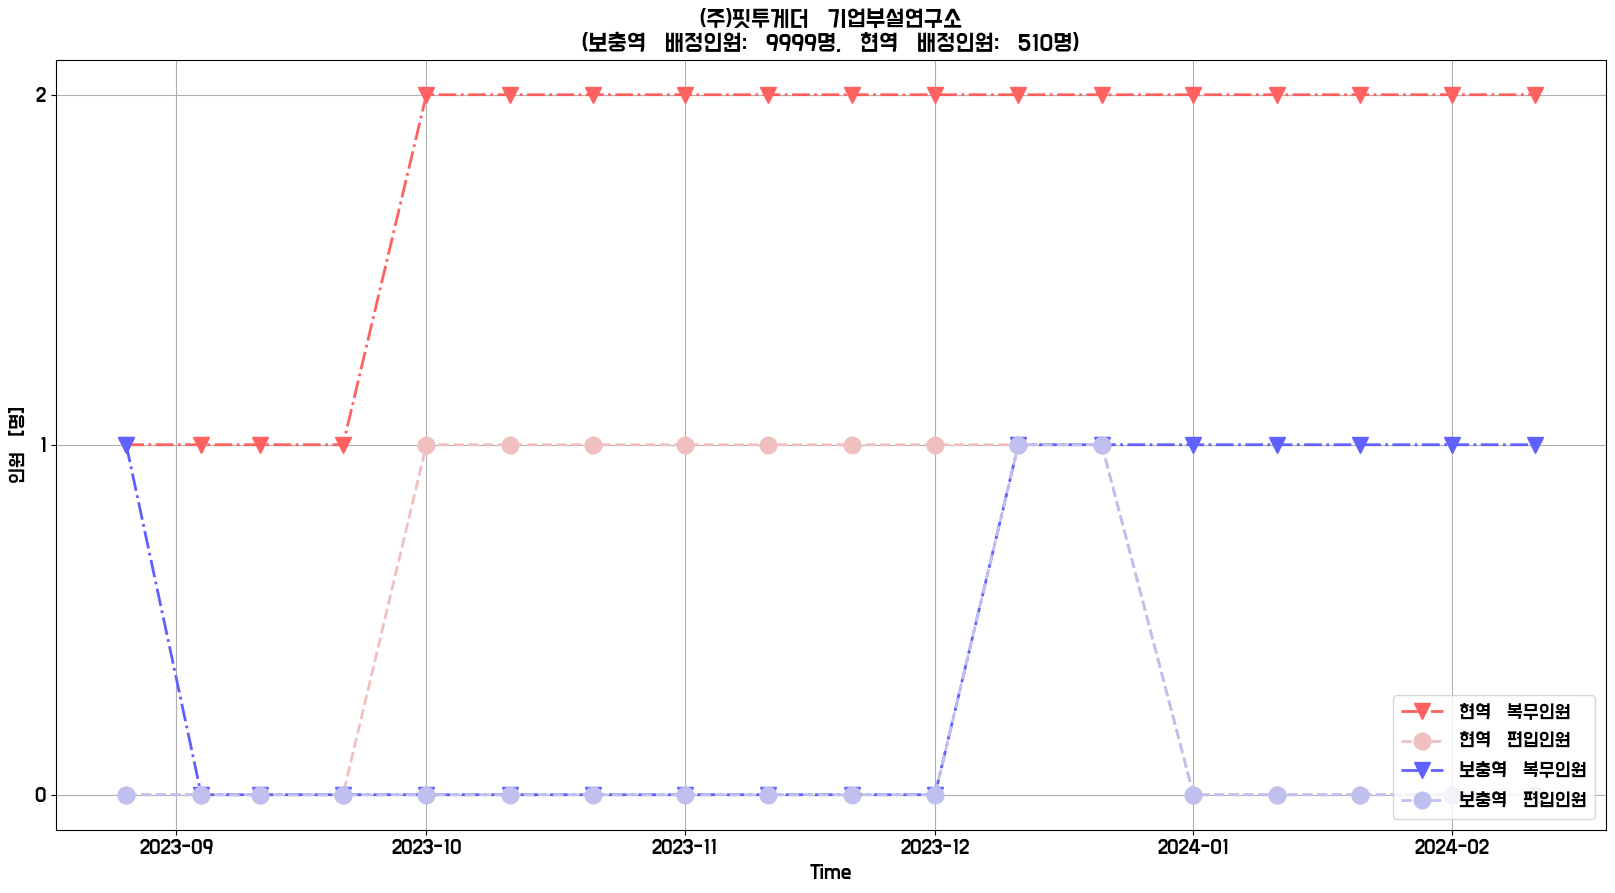 (주)핏투게더 기업부설연구소
(보충역 배정인원: 9999명, 현역 배정인원: 510명)
2
1
0
인원 [명]
2023-09 2023-10 2023-11 2023-12 2024-01 2024-02
Time
현역 복무인원
현역 편입인원
보충역 복무인원
보충역 편입인원